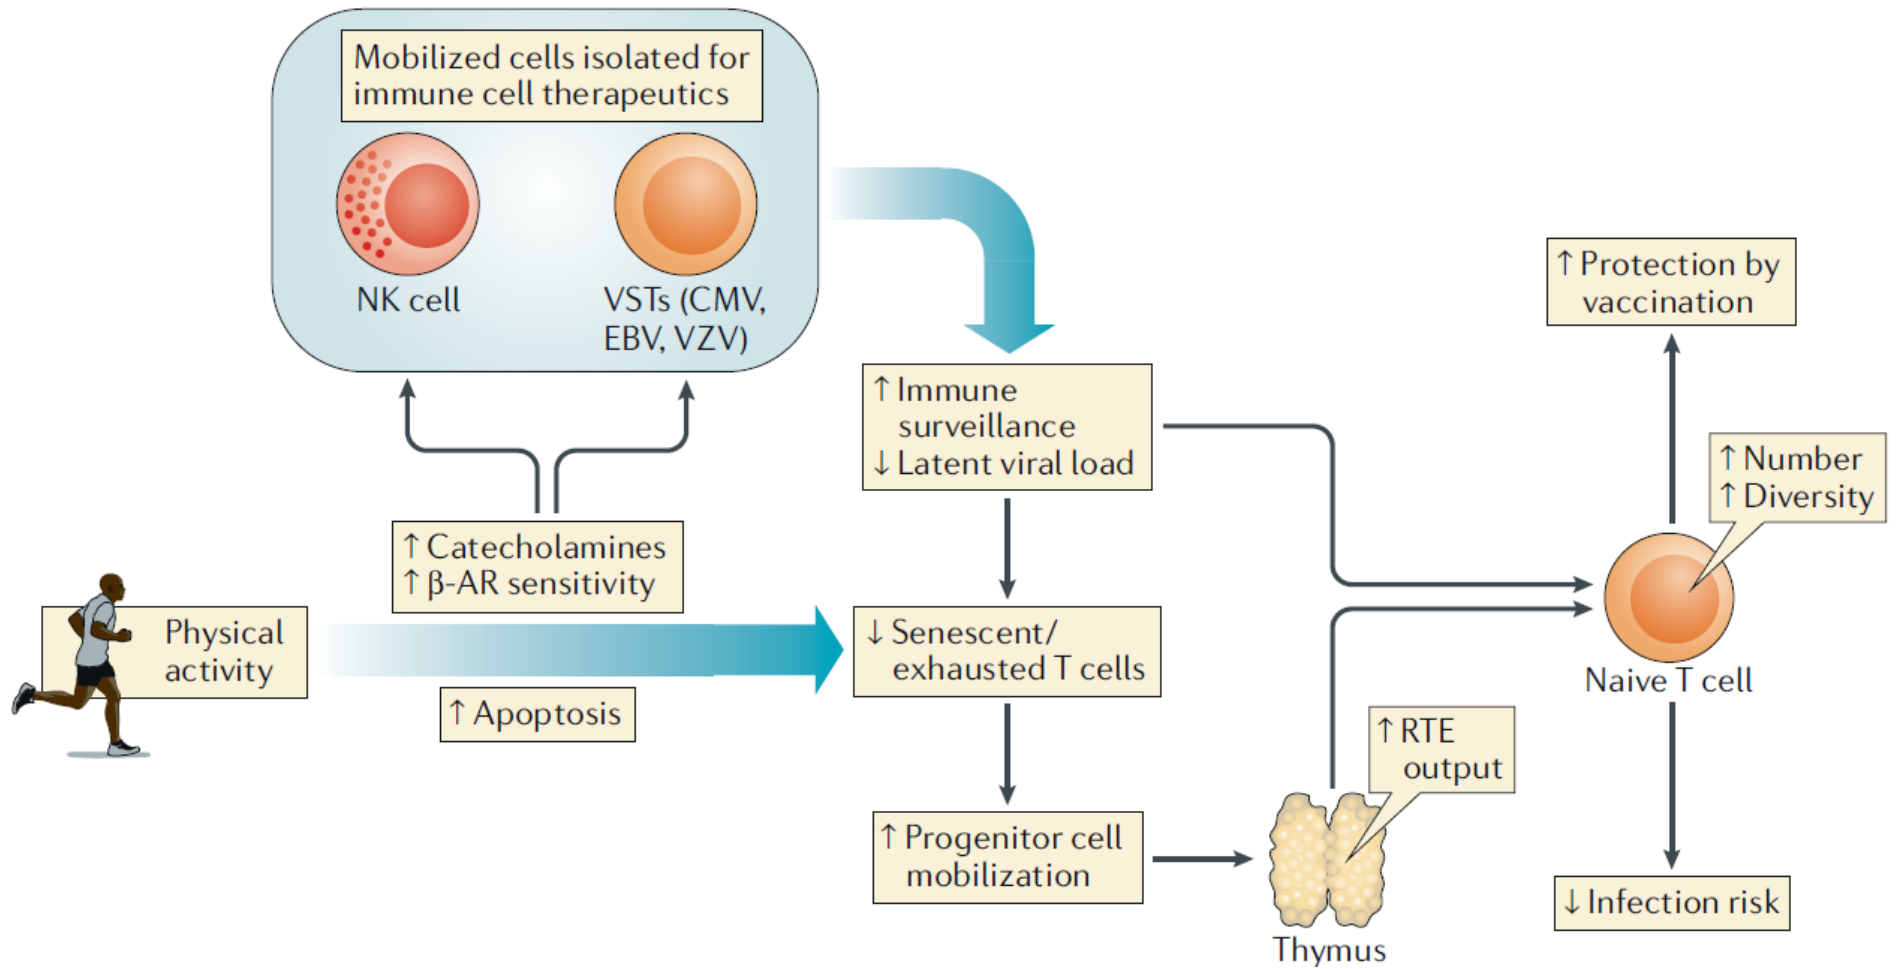 Mobilized cells isolated for
immune cell therapeutics
NK cell
VSTs (CMV,
EBV, VZV)
↑ Catecholamines
↑ β-AR sensitivity
Physical
activity
↑ Apoptosis
↑ Immune
surveillance
↓ Latent viral load
↓ Senescent/
exhausted T cells
↑ Progenitor cell
mobilization
↑ RTE
output
Thymus
↑ Protection by
vaccination
↑ Number
↑ Diversity
Naive T cell
↓ Infection risk